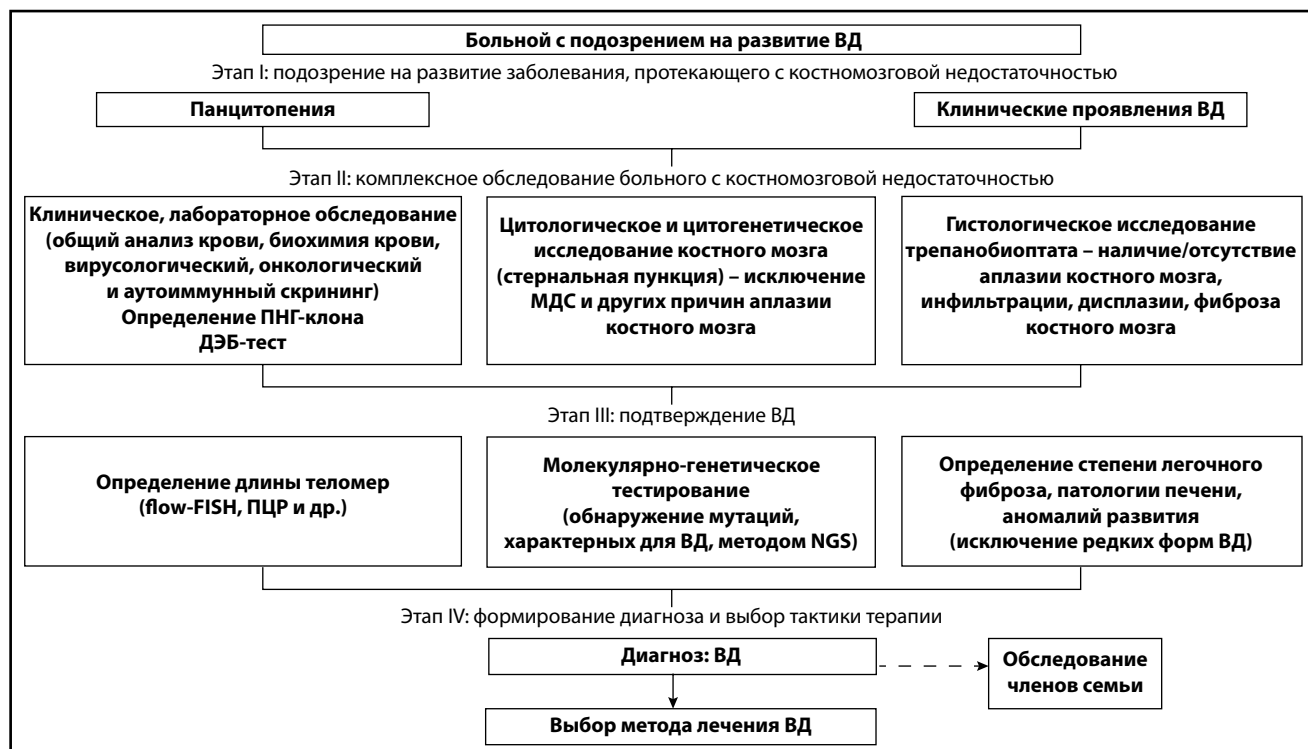 Больной с подозрением на развитие ВД
Этап I: подозрение на развитие заболевания, протекающего с костномозговой недостаточностью
Панцитопения
Клинические проявления ВД
Этап II: комплексное обследование больного с костномозговой недостаточностью
Клиническое, лабораторное обследование
(общий анализ крови, биохимия крови,
вирусологический, онкологический
и аутоиммунный скрининг)
Определение ПНГ-клона
ДЭБ-тест
Цитологическое и цитогенетическое
исследование костного мозга
(стернальная пункция) – исключение
МДС и других причин аплазии
костного мозга
Гистологическое исследование
трепанобиоптата – наличие/отсутствие
аплазии костного мозга,
инфильтрации, дисплазии, фиброза
костного мозга
Этап III: подтверждение ВД
Определение длины теломер
(flow-FISH, ПЦР и др.)
Молекулярно-генетическое
тестирование
(обнаружение мутаций,
характерных для ВД, методом NGS)
Определение степени легочного
фиброза, патологии печени,
аномалий развития
(исключение редких форм ВД)
Этап IV: формирование диагноза и выбор тактики терапии
Диагноз: ВД
Обследование
членов семьи
Выбор метода лечения ВД